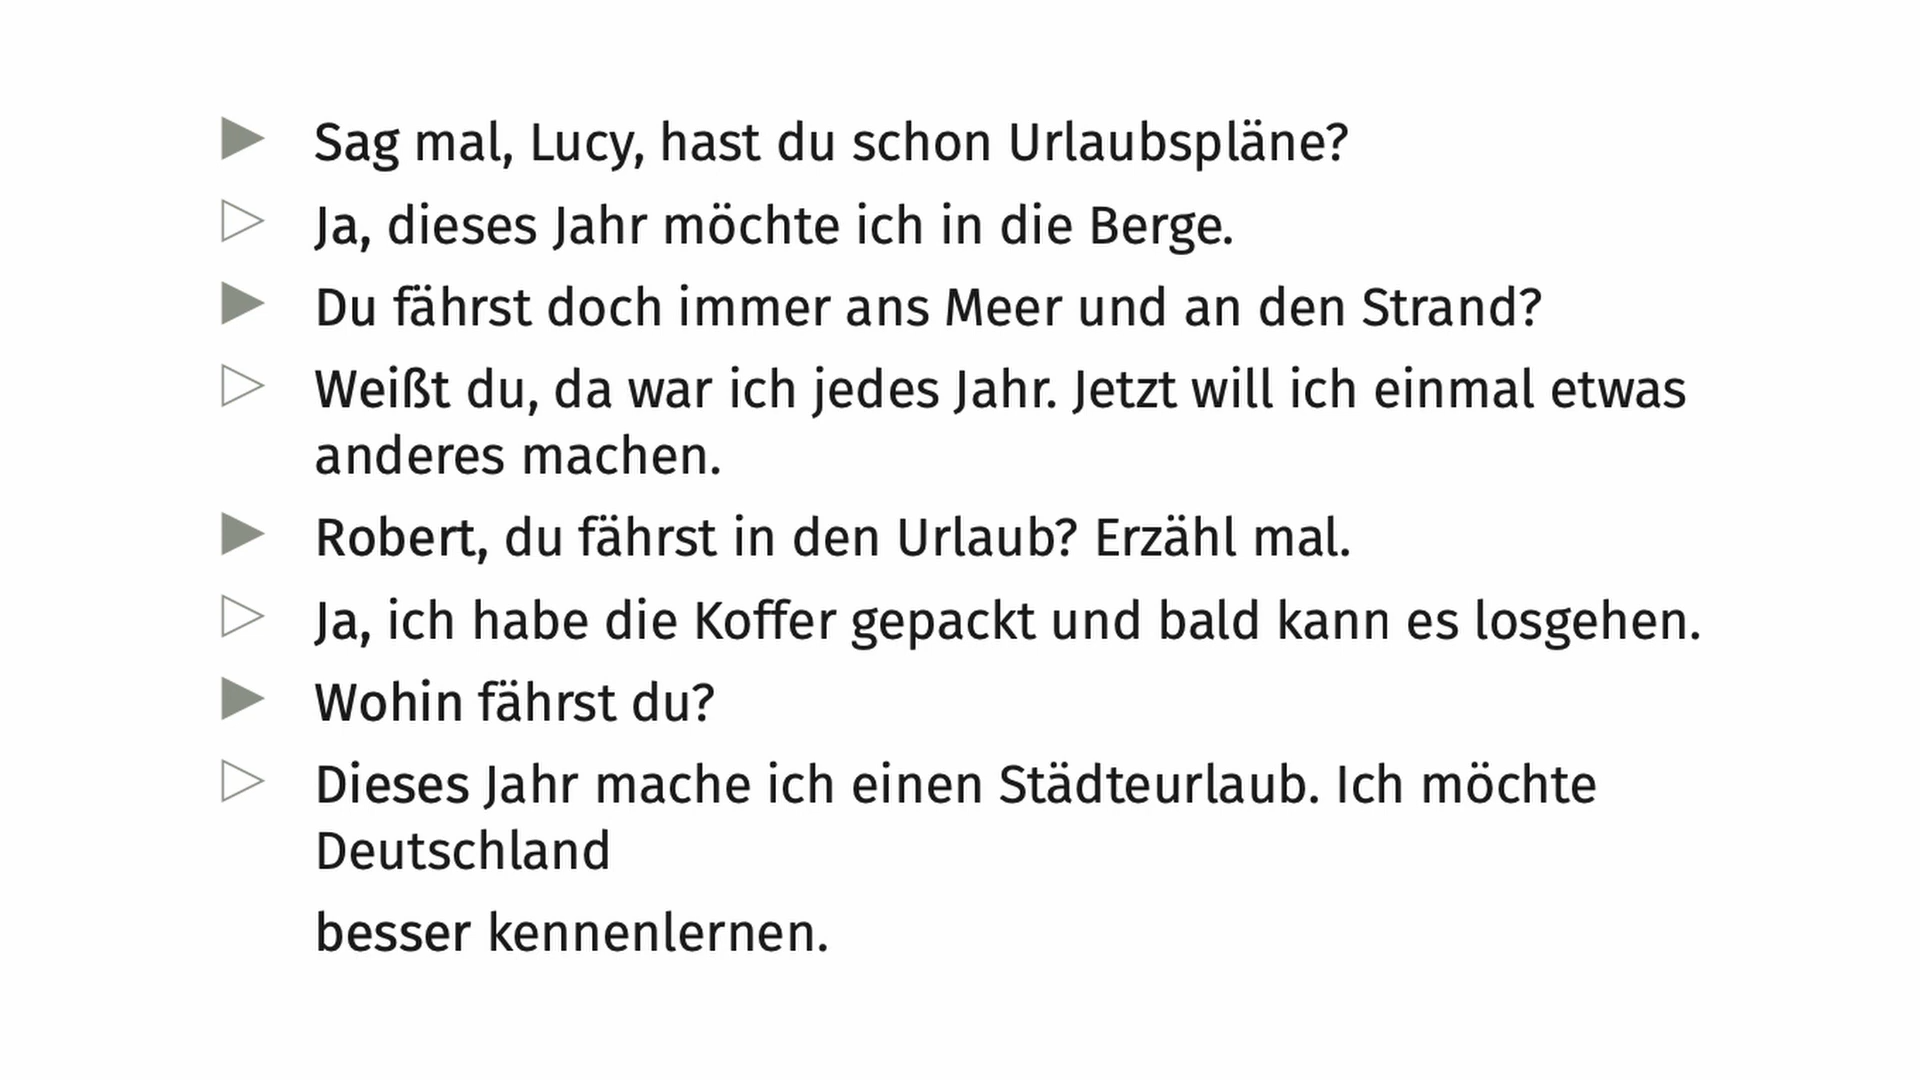 Sag mal, Lucy, hast du schon Urlaubspläne?
Ja, dieses Jahr möchte ich in die Berge.
Du fährst doch immer ans Meer und an den Strand?
Weißt du, da war ich jedes Jahr. Jetzt will ich einmal etwas
anderes machen.
Robert, du fährst in den Urlaub? Erzähl mal.
Ja, ich habe die Koffer gepackt und bald kann es losgehen.
Wohin fährst du?
Dieses Jahr mache ich einen Städteurlaub. Ich möchte
Deutschland
besser kennenlernen.